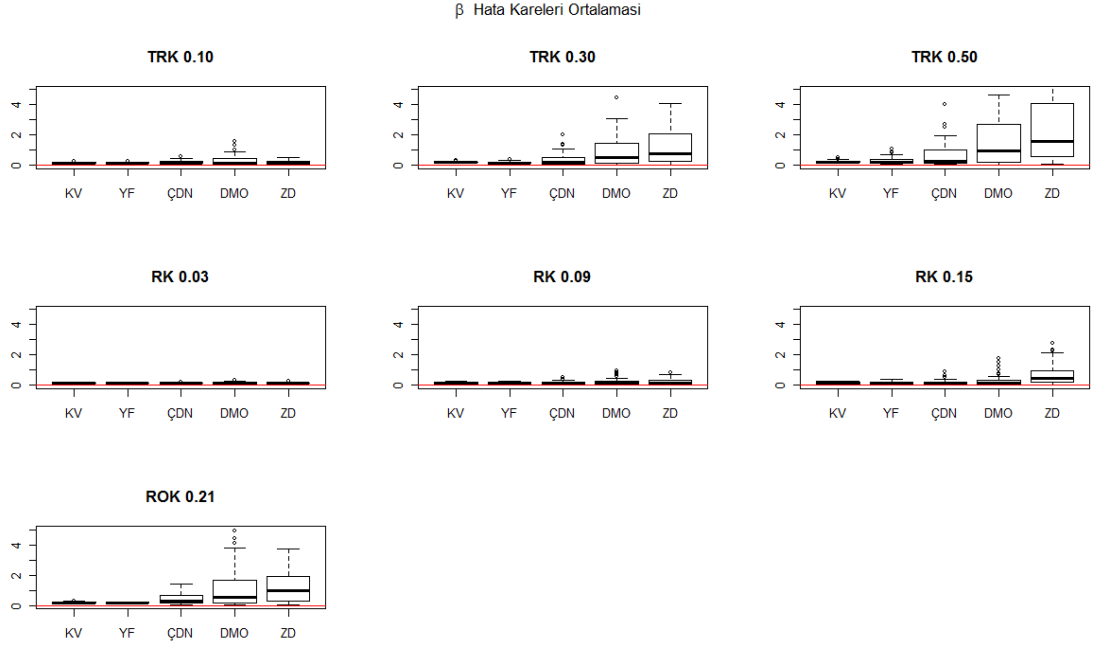 β Hata Kareleri Ortalamasi
TRK 0.10
TRK 0.30
TRK 0.50
4
2
0
KV YF ÇDN DMO ZD
4
2
0
KV YF ÇDN DMO ZD
4
2
0
KV YF ÇDN DMO ZD
RK 0.03
RK 0.09
RK 0.15
4
2
0
KV YF ÇDN DMO ZD
4
2
0
KV YF ÇDN DMO ZD
4
2
0
KV YF ÇDN DMO ZD
ROK 0.21
4
2
0
KV YF ÇDN DMO ZD